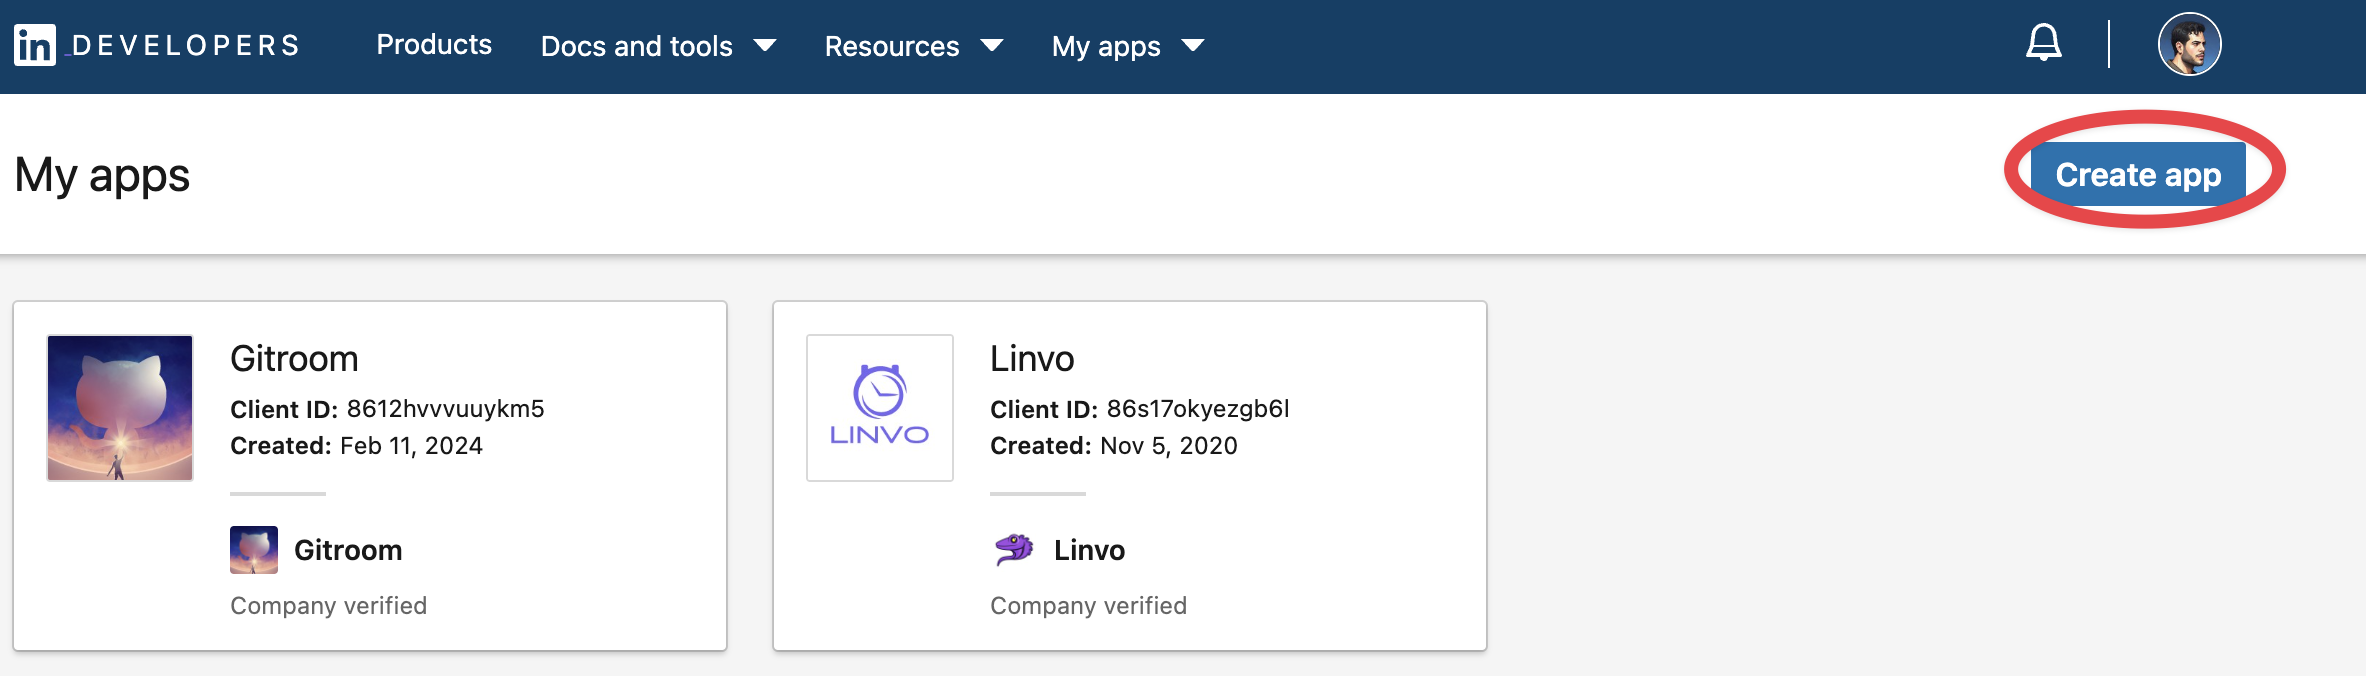 in DEVELOPERS Products Docs and tools Resources My apps
My apps
Create app
Gitroom
Client ID: 8612hvvvuuykm5
Created: Feb 11, 2024
Gitroom
Company verified
LINVO
Linvo
Client ID: 86s17okyezgb6l
Created: Nov 5, 2020
Linvo
Company verified